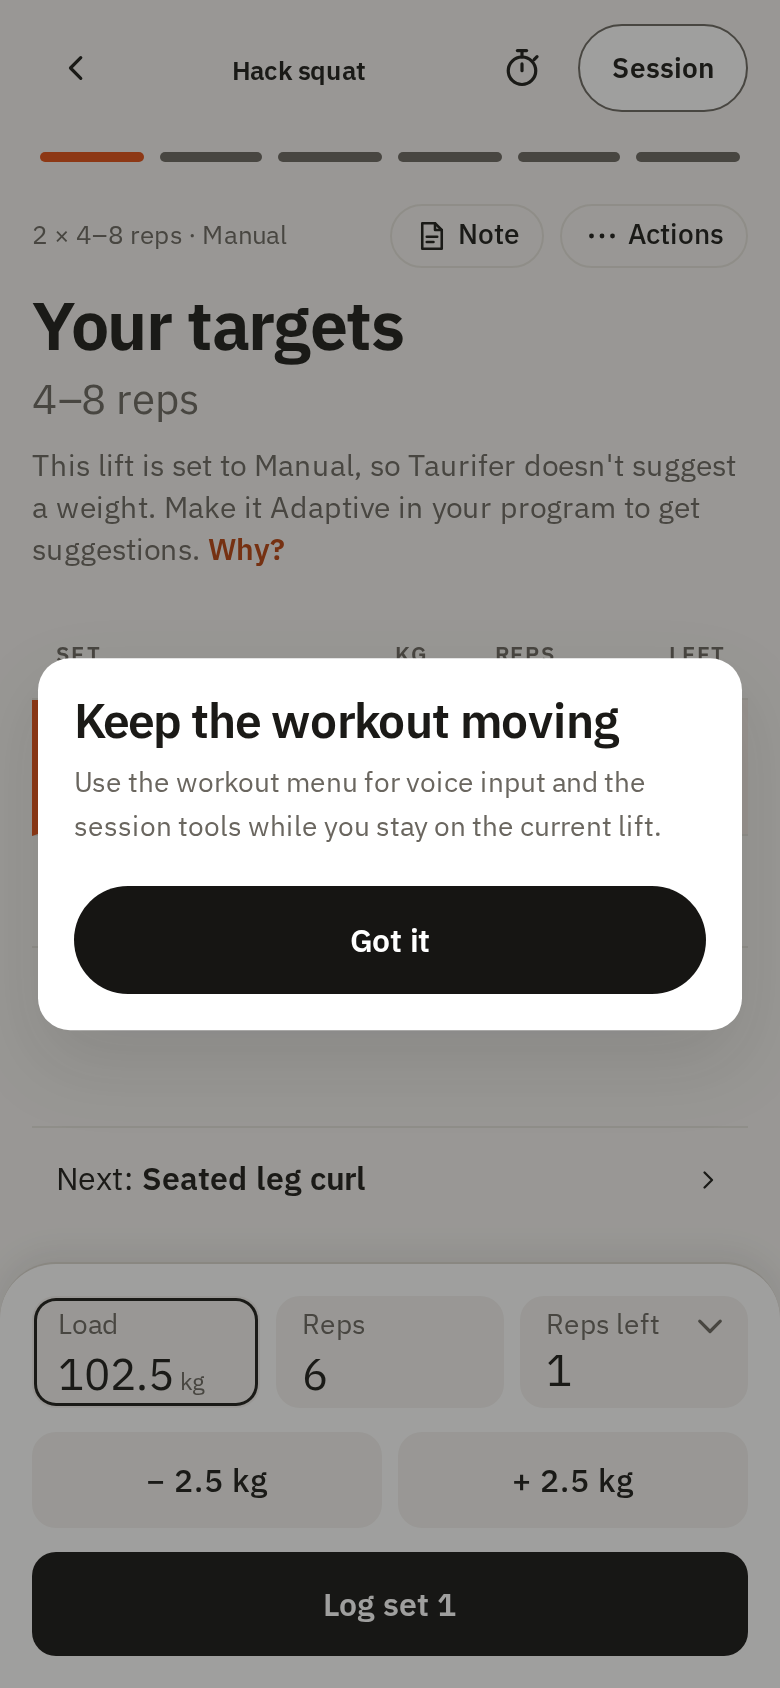 Hack squat
Session
2 × 4–8 reps · Manual
Note
Actions
Your targets
4–8 reps
This lift is set to Manual, so Taurifer doesn't suggest
a weight. Make it Adaptive in your program to get
suggestions. Why?
SET KG REPS LEFT
Keep the workout moving
Use the workout menu for voice input and the
session tools while you stay on the current lift.
Got it
Next: Seated leg curl
Load Reps Reps left
102.5 kg 6 1
– 2.5 kg + 2.5 kg
Log set 1